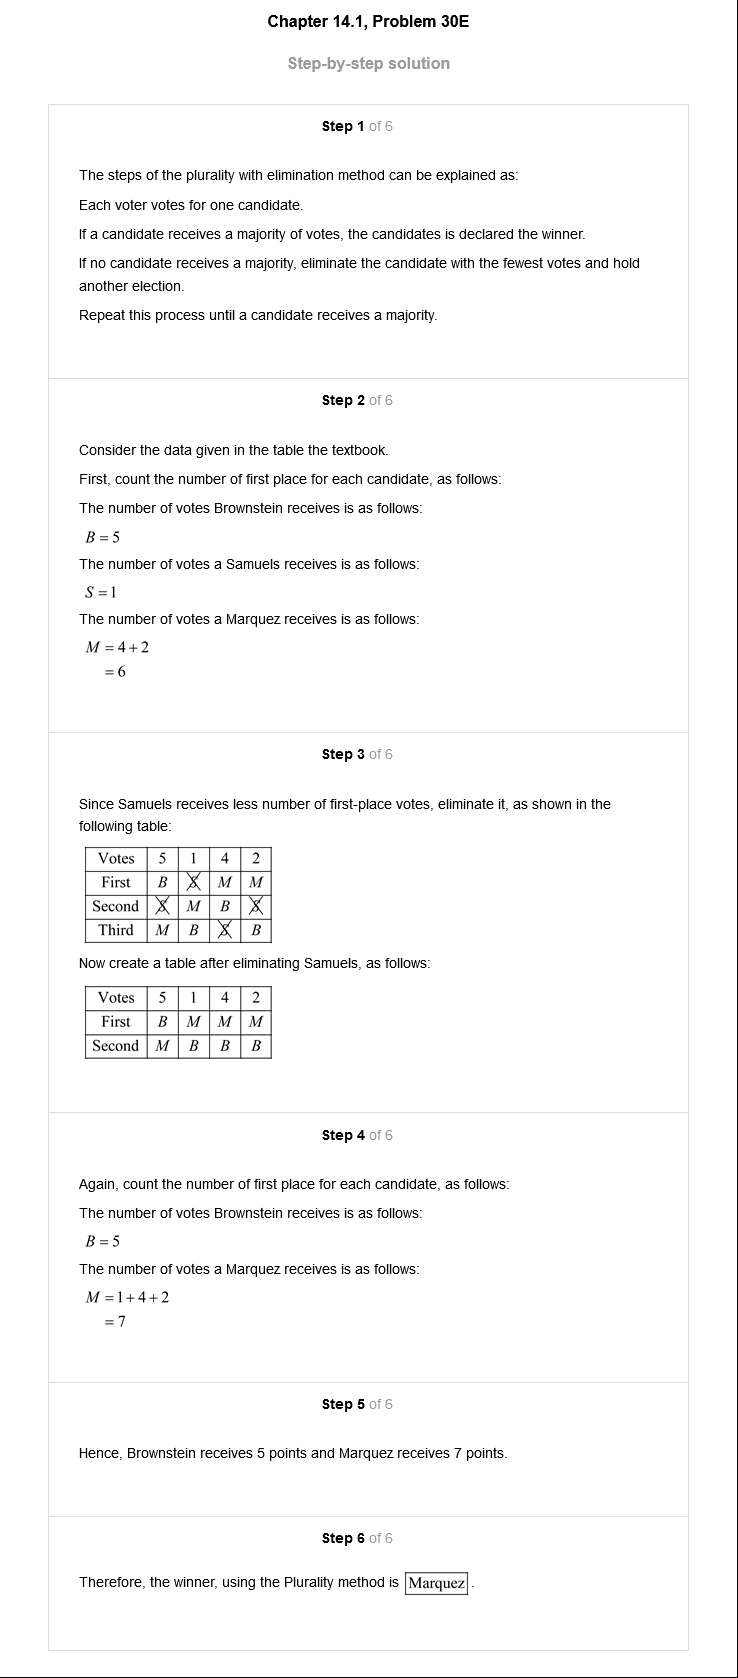 Chapter 14.1, Problem 30E
Step-by-step solution
Step 1 of 6
The steps of the plurality with elimination method can be explained as:
Each voter votes for one candidate.
If a candidate receives a majority of votes, the candidates is declared the winner.
If no candidate receives a majority, eliminate the candidate with the fewest votes and hold
another election.
Repeat this process until a candidate receives a majority.
Step 2 of 6
Consider the data given in the table the textbook.
First, count the number of first place for each candidate, as follows:
The number of votes Brownstein receives is as follows:
B = 5
The number of votes a Samuels receives is as follows:
S = 1
The number of votes a Marquez receives is as follows:
M = 4 + 2
= 6
Step 3 of 6
Since Samuels receives less number of first-place votes, eliminate it, as shown in the
following table:
Votes 5 1 4 2
First B S M M
Second S M B S
Third M B S B
Now create a table after eliminating Samuels, as follows:
Votes 5 1 4 2
First B M M M
Second M B B B
Step 4 of 6
Again, count the number of first place for each candidate, as follows:
The number of votes Brownstein receives is as follows:
B = 5
The number of votes a Marquez receives is as follows:
M = 1 + 4 + 2
= 7
Step 5 of 6
Hence, Brownstein receives 5 points and Marquez receives 7 points.
Step 6 of 6
Therefore, the winner, using the Plurality method is Marquez.